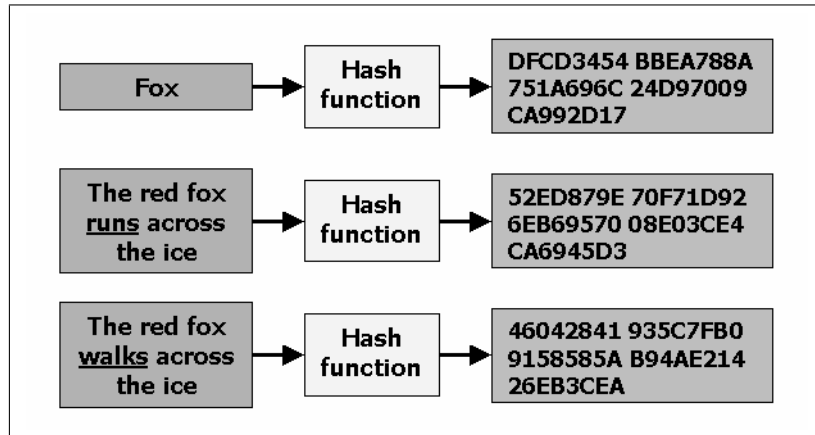 Fox
Hash
function
DFCD3454 BBEA788A
751A696C 24D97009
CA992D17
The red fox
runs across
the ice
Hash
function
52ED879E 70F71D92
6EB69570 08E03CE4
CA6945D3
The red fox
walks across
the ice
Hash
function
46042841 935C7FB0
9158585A B94AE214
26EB3CEA